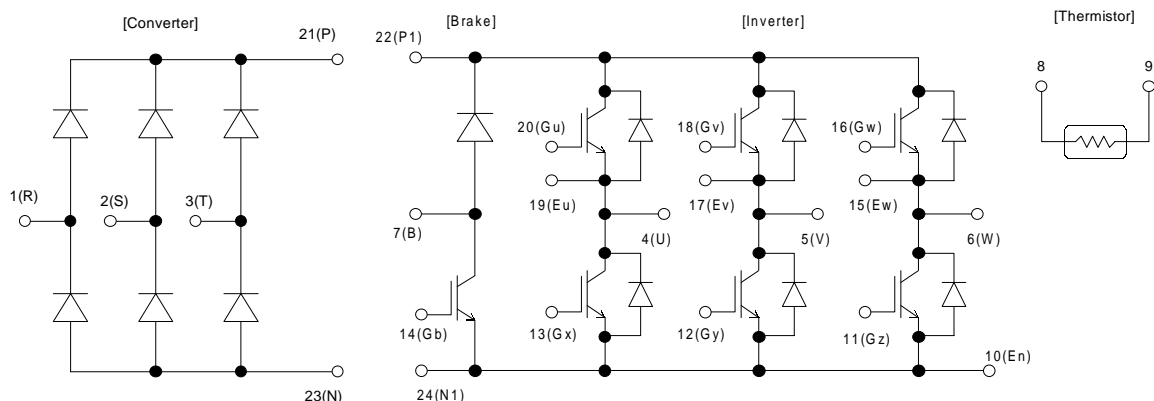 [Converter]
[Brake]
[Inverter]
[Thermistor]
21(P)
22(P1)
8
9
20(Gu)
18(Gv)
16(Gw)
1(R)
2(S)
3(T)
19(Eu)
17(Ev)
15(Ew)
7(B)
4(U)
5(V)
6(W)
14(Gb)
13(Gx)
12(Gy)
11(Gz)
10(En)
23(N)
24(N1)